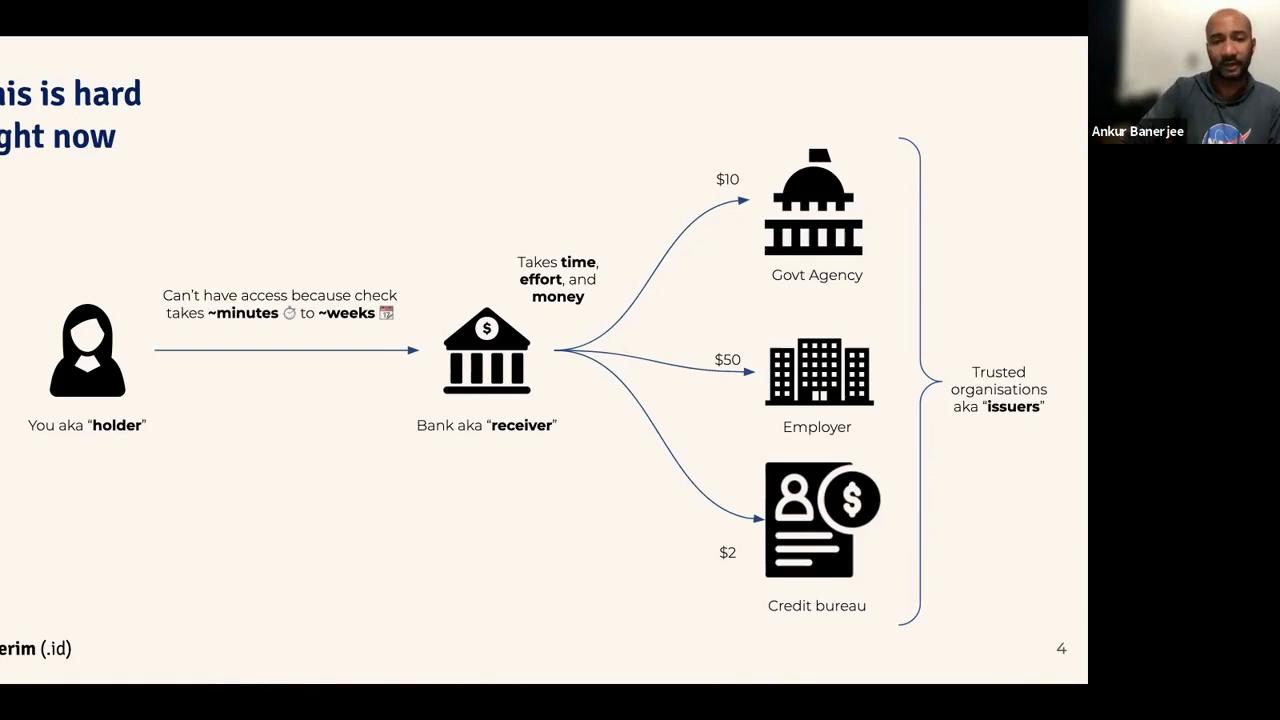 his is hard
ght now
$10
Takes time,
effort, and
money
Govt Agency
Can't have access because check
takes ~minutes to ~weeks
$
$50
Trusted
organisations
aka “issuers”
You aka “holder”
Bank aka “receiver”
Employer
$
$2
Credit bureau
erim (.id)
4
Ankur Banerjee